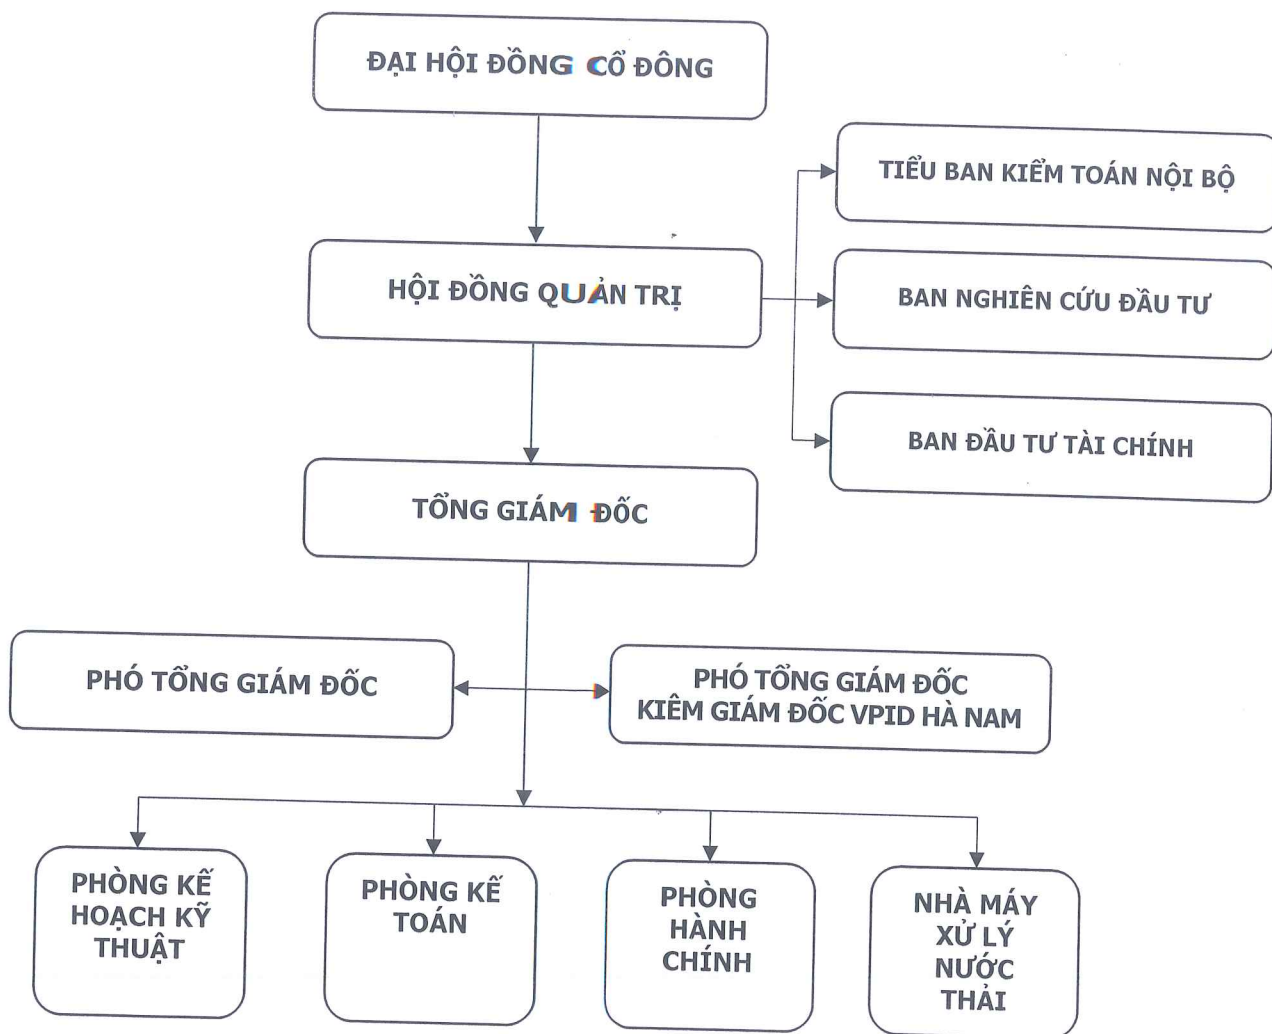 ĐẠI HỘI ĐỒNG CỔ ĐÔNG
TIỂU BAN KIỂM TOÁN NỘI BỘ
HỘI ĐỒNG QUẢN TRỊ
BAN NGHIÊN CỨU ĐẦU TƯ
BAN ĐẦU TƯ TÀI CHÍNH
TỔNG GIÁM ĐỐC
PHÓ TỔNG GIÁM ĐỐC
PHÓ TỔNG GIÁM ĐỐC
KIÊM GIÁM ĐỐC VPID HÀ NAM
PHÒNG KẾ
HOẠCH KỸ
THUẬT
PHÒNG KẾ
TOÁN
PHÒNG
HÀNH
CHÍNH
NHÀ MÁY
XỬ LÝ
NƯỚC
THẢI